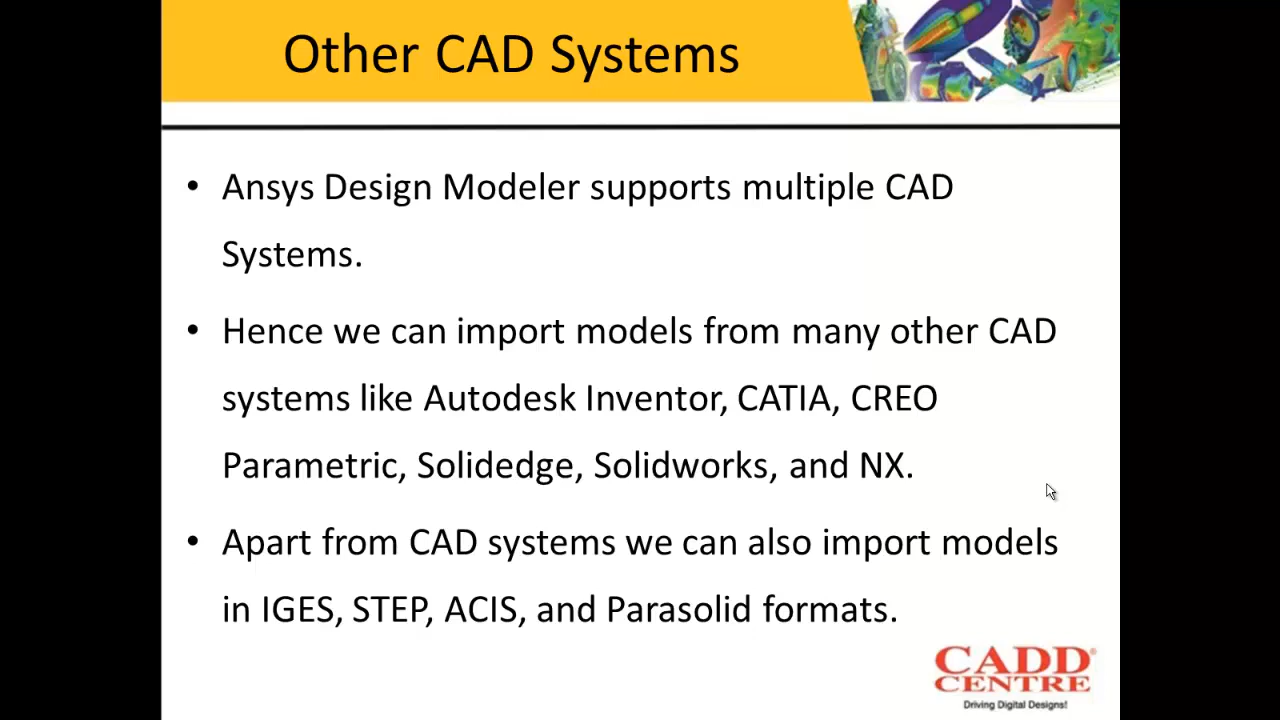 Other CAD Systems
• Ansys Design Modeler supports multiple CAD
Systems.
• Hence we can import models from many other CAD
systems like Autodesk Inventor, CATIA, CREO
Parametric, Solidedge, Solidworks, and NX.
• Apart from CAD systems we can also import models
in IGES, STEP, ACIS, and Parasolid formats.
CADD®
CENTRE
Driving Digital Designs!